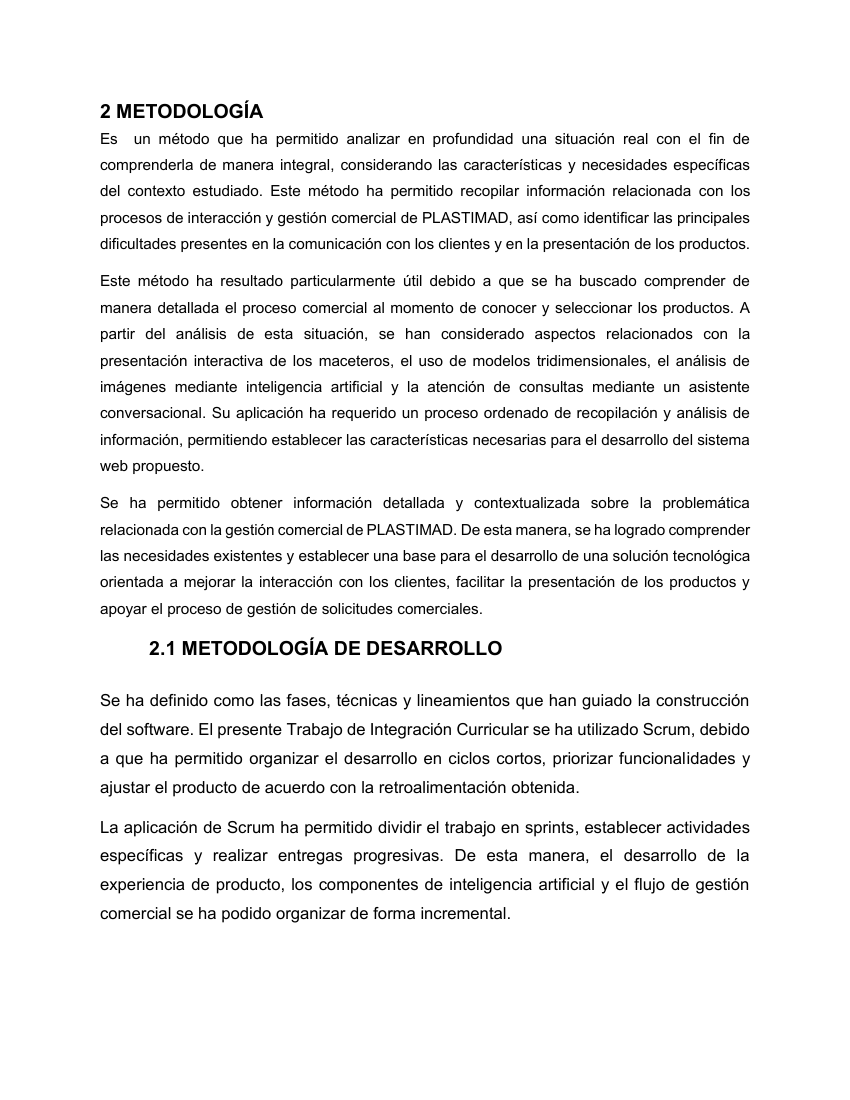 2 METODOLOGÍA
Es un método que ha permitido analizar en profundidad una situación real con el fin de
comprenderla de manera integral, considerando las características y necesidades específicas
del contexto estudiado. Este método ha permitido recopilar información relacionada con los
procesos de interacción y gestión comercial de PLASTIMAD, así como identificar las principales
dificultades presentes en la comunicación con los clientes y en la presentación de los productos.
Este método ha resultado particularmente útil debido a que se ha buscado comprender de
manera detallada el proceso comercial al momento de conocer y seleccionar los productos. A
partir del análisis de esta situación, se han considerado aspectos relacionados con la
presentación interactiva de los maceteros, el uso de modelos tridimensionales, el análisis de
imágenes mediante inteligencia artificial y la atención de consultas mediante un asistente
conversacional. Su aplicación ha requerido un proceso ordenado de recopilación y análisis de
información, permitiendo establecer las características necesarias para el desarrollo del sistema
web propuesto.
Se ha permitido obtener información detallada y contextualizada sobre la problemática
relacionada con la gestión comercial de PLASTIMAD. De esta manera, se ha logrado comprender
las necesidades existentes y establecer una base para el desarrollo de una solución tecnológica
orientada a mejorar la interacción con los clientes, facilitar la presentación de los productos y
apoyar el proceso de gestión de solicitudes comerciales.
2.1 METODOLOGÍA DE DESARROLLO
Se ha definido como las fases, técnicas y lineamientos que han guiado la construcción
del software. El presente Trabajo de Integración Curricular se ha utilizado Scrum, debido
a que ha permitido organizar el desarrollo en ciclos cortos, priorizar funcionalidades y
ajustar el producto de acuerdo con la retroalimentación obtenida.
La aplicación de Scrum ha permitido dividir el trabajo en sprints, establecer actividades
específicas y realizar entregas progresivas. De esta manera, el desarrollo de la
experiencia de producto, los componentes de inteligencia artificial y el flujo de gestión
comercial se ha podido organizar de forma incremental.